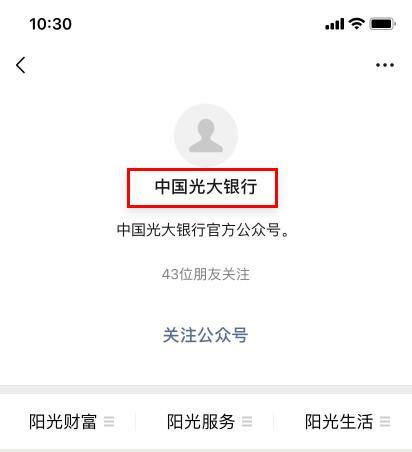 10:30
中国光大银行
中国光大银行官方公众号。
43位朋友关注
关注公众号
阳光财富 阳光服务 阳光生活